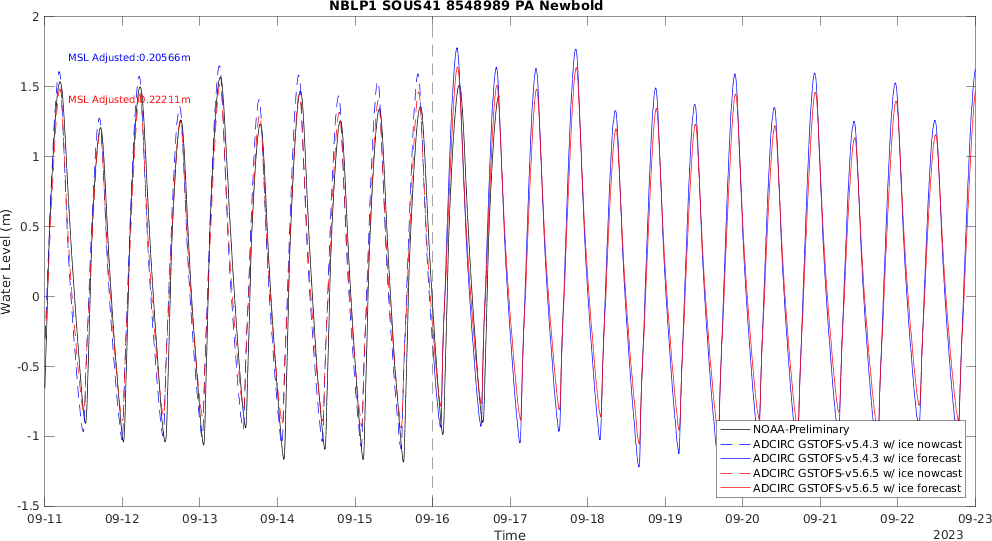 NBLP1 SOUS41 8548989 PA Newbold
MSL Adjusted:0.20566m
MSL Adjusted:0.22211m
Water Level (m)
2
1.5
1
0.5
0
-0.5
-1
-1.5
NOAA-Preliminary
ADCIRC GSTOFS-v5.4.3 w/ ice nowcast
ADCIRC GSTOFS-v5.4.3 w/ ice forecast
ADCIRC GSTOFS-v5.6.5 w/ ice nowcast
ADCIRC GSTOFS-v5.6.5 w/ ice forecast
09-11 09-12 09-13 09-14 09-15 09-16 09-17 09-18 09-19 09-20 09-21 09-22 09-23
Time
2023